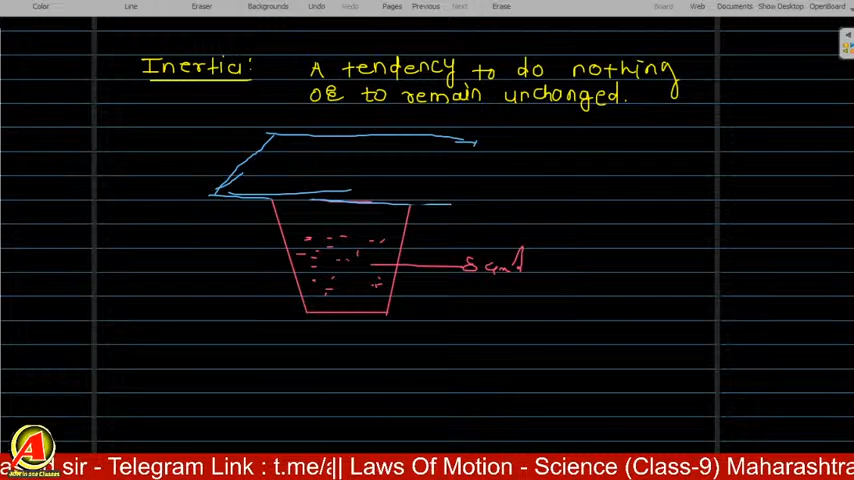 Color Line Eraser Backgrounds Undo Redo Pages Previous Next Erase Board Web Documents Show Desktop OpenBoard
Inertia: A tendency to do nothing
OR to remain unchanged.
Sand
A
sir - Telegram Link : t.me/a || Laws Of Motion - Science (Class-9) Maharashtra